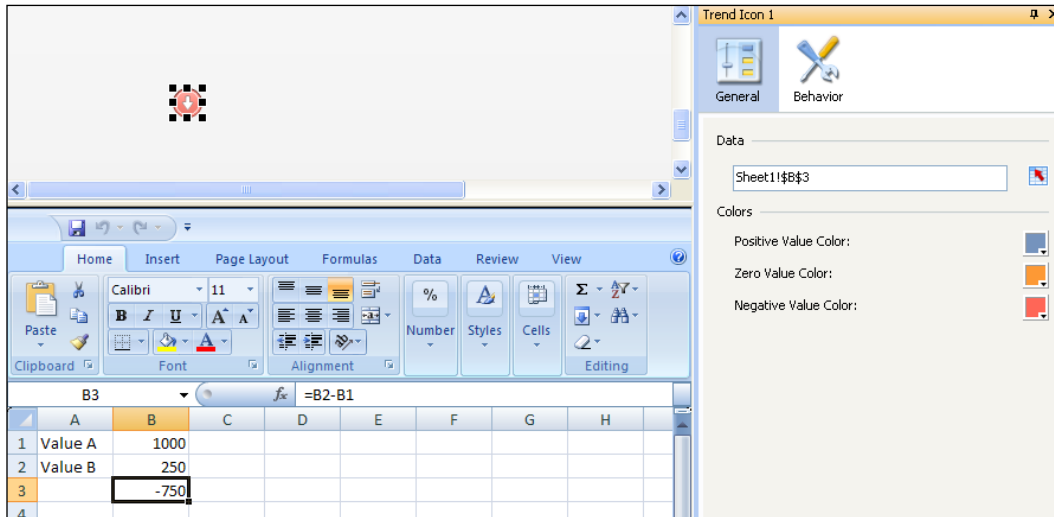 Trend Icon 1
General Behavior
Data
Sheet1!$B$3
Colors
Positive Value Color:
Zero Value Color:
Negative Value Color:
Home Insert Page Layout Formulas Data Review View
Calibri 11
B I U A A
Paste
% Number
A Styles
Cells
Σ A Z
Clipboard Font Alignment Editing
B3 fx =B2-B1
A B C D E F G H
1 Value A 1000
2 Value B 250
3 -750
4